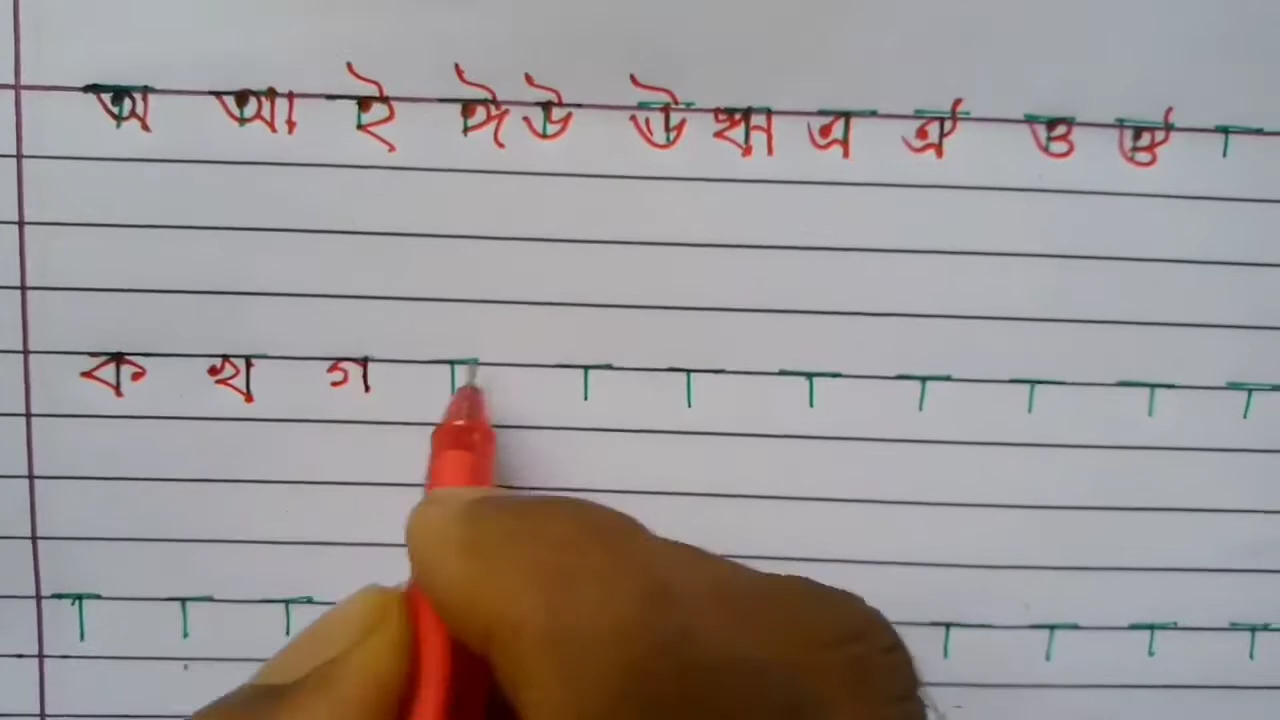 অ আ ই ঈ উ ঊ ঋ এ ঐ ও ঔ
ক খ গ